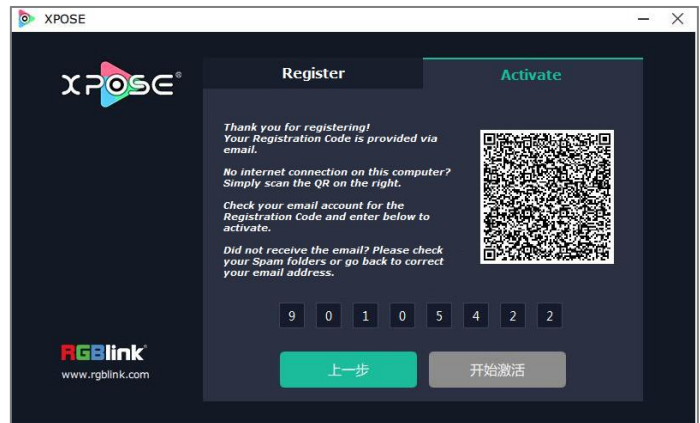 XPOSE
XPOSE®
Register
Activate
Thank you for registering!
Your Registration Code is provided via
email.
No internet connection on this computer?
Simply scan the QR on the right.
Check your email account for the
Registration Code and enter below to
activate.
Did not receive the email? Please check
your Spam folders or go back to correct
your email address.
9 0 1 0 5 4 2 2
上一步
开始激活
RGBlink®
www.rgblink.com